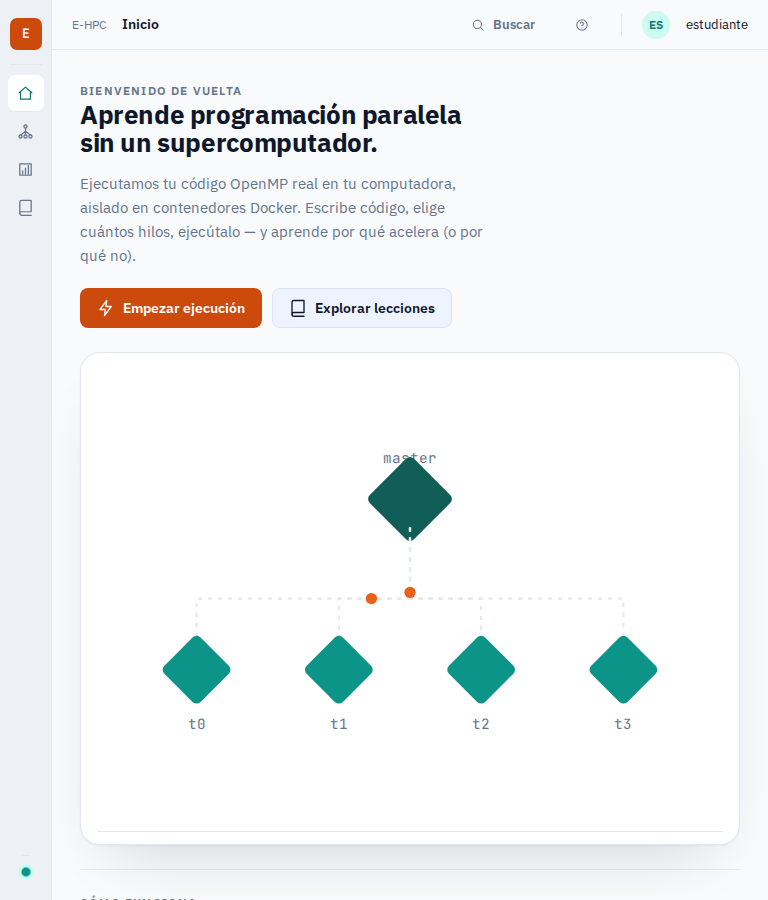 E
E-HPC Inicio
Buscar
ES estudiante
BIENVENIDO DE VUELTA
Aprende programación paralela
sin un supercomputador.
Ejecutamos tu código OpenMP real en tu computadora,
aislado en contenedores Docker. Escribe código, elige
cuántos hilos, ejecútalo — y aprende por qué acelera (o por
qué no).
Empezar ejecución
Explorar lecciones
master
t0 t1 t2 t3